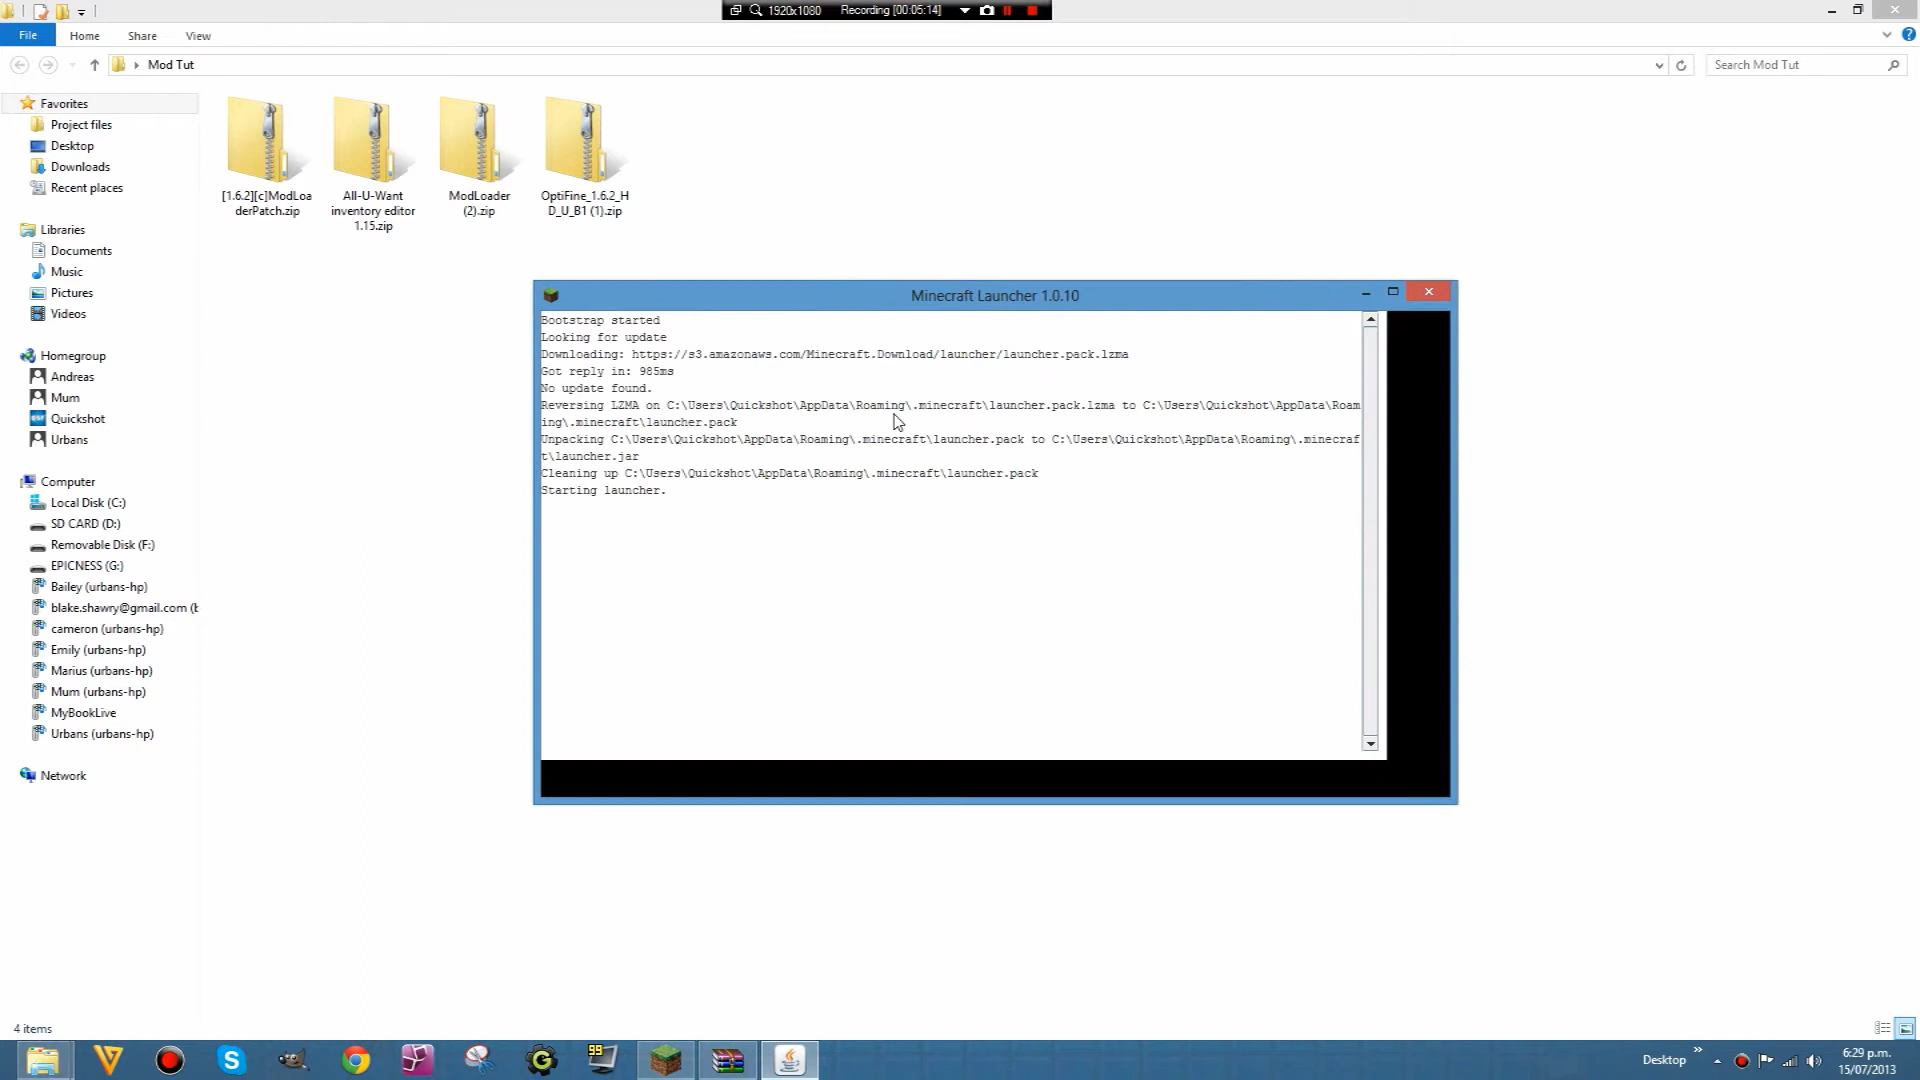 1920x1080 Recording [00:05:14]
File Home Share View
Mod Tut
Search Mod Tut
Favorites
Project files
Desktop
Downloads
Recent places
Libraries
Documents
Music
Pictures
Videos
Homegroup
Andreas
Mum
Quickshot
Urbans
Computer
Local Disk (C:)
SD CARD (D:)
Removable Disk (F:)
EPICNESS (G:)
Bailey (urbans-hp)
blake.shawry@gmail.com (b
cameron (urbans-hp)
Emily (urbans-hp)
Marius (urbans-hp)
Mum (urbans-hp)
MyBookLive
Urbans (urbans-hp)
Network
[1.6.2][c]ModLoa
derPatch.zip
All-U-Want
inventory editor
1.15.zip
ModLoader
(2).zip
OptiFine_1.6.2_H
D_U_B1 (1).zip
Minecraft Launcher 1.0.10
Bootstrap started
Looking for update
Downloading: https://s3.amazonaws.com/Minecraft.Download/launcher/launcher.pack.lzma
Got reply in: 985ms
No update found.
Reversing LZMA on C:\Users\Quickshot\AppData\Roaming\.minecraft\launcher.pack.lzma to C:\Users\Quickshot\AppData\Roam
ing\.minecraft\launcher.pack
Unpacking C:\Users\Quickshot\AppData\Roaming\.minecraft\launcher.pack to C:\Users\Quickshot\AppData\Roaming\.minecraf
t\launcher.jar
Cleaning up C:\Users\Quickshot\AppData\Roaming\.minecraft\launcher.pack
Starting launcher.
4 items
99
Desktop
6:29 p.m.
15/07/2013